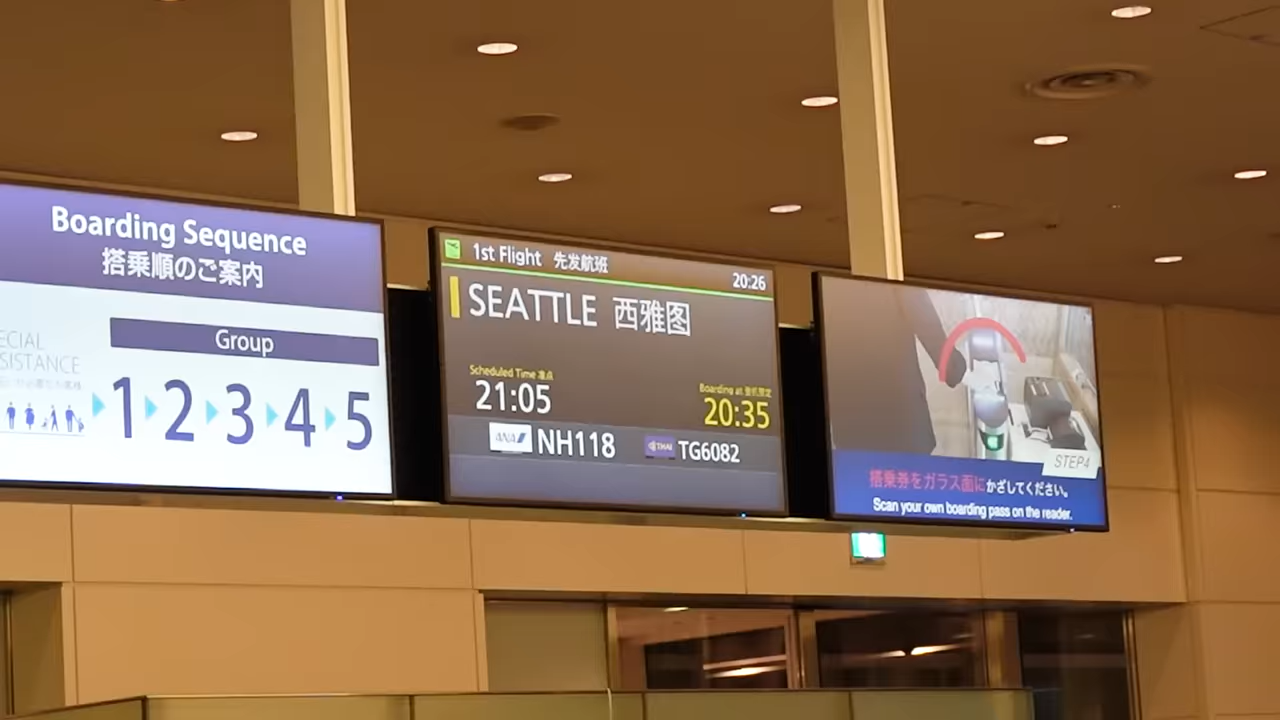 Boarding Sequence
搭乗順のご案内
ECIAL
SISTANCE
Group
1 2 3 4 5
1st Flight 先发航班
20:26
SEATTLE 西雅图
Scheduled Time
Boarding at
21:05
20:35
ANA NH118 THAI TG6082
STEP4
搭乗券をガラス面にかざしてください。
Scan your own boarding pass on the reader.